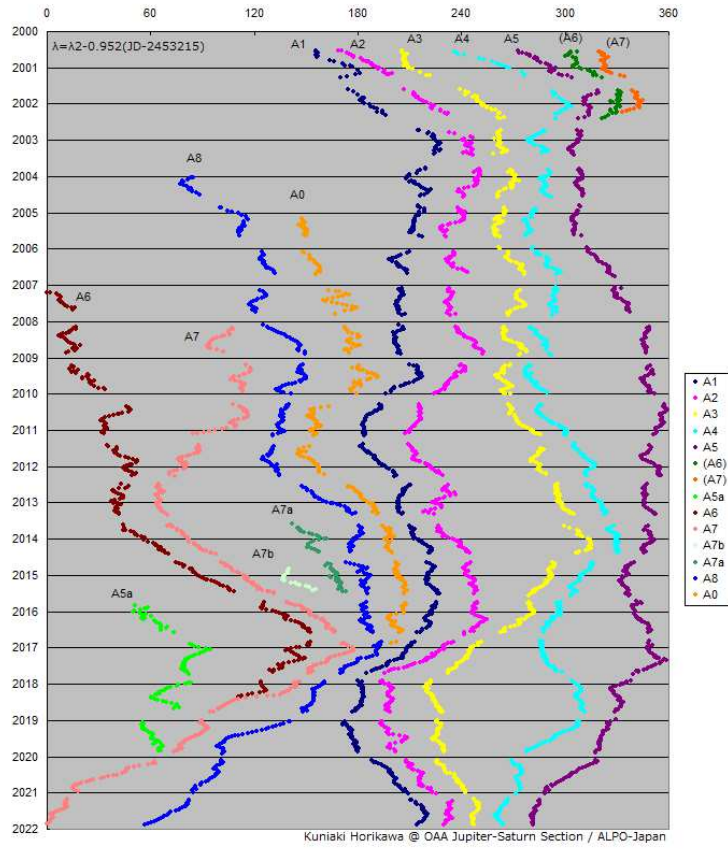 0 60 120 180 240 300 360
2000
λ=λ2-0.952(JD-2453215)
A1 A2 A3 A4 A5 (A6) (A7)
2001
2002
2003
A8
2004
A0
2005
2006
2007
A6
2008
A7
2009
2010
2011
2012
2013
A7a
2014
A7b
2015
A5a
2016
2017
2018
2019
2020
2021
2022
A1
A2
A3
A4
A5
(A6)
(A7)
A5a
A6
A7
A7b
A7a
A8
A0
Kuniaki Horikawa @ OAA Jupiter-Saturn Section / ALPO-Japan